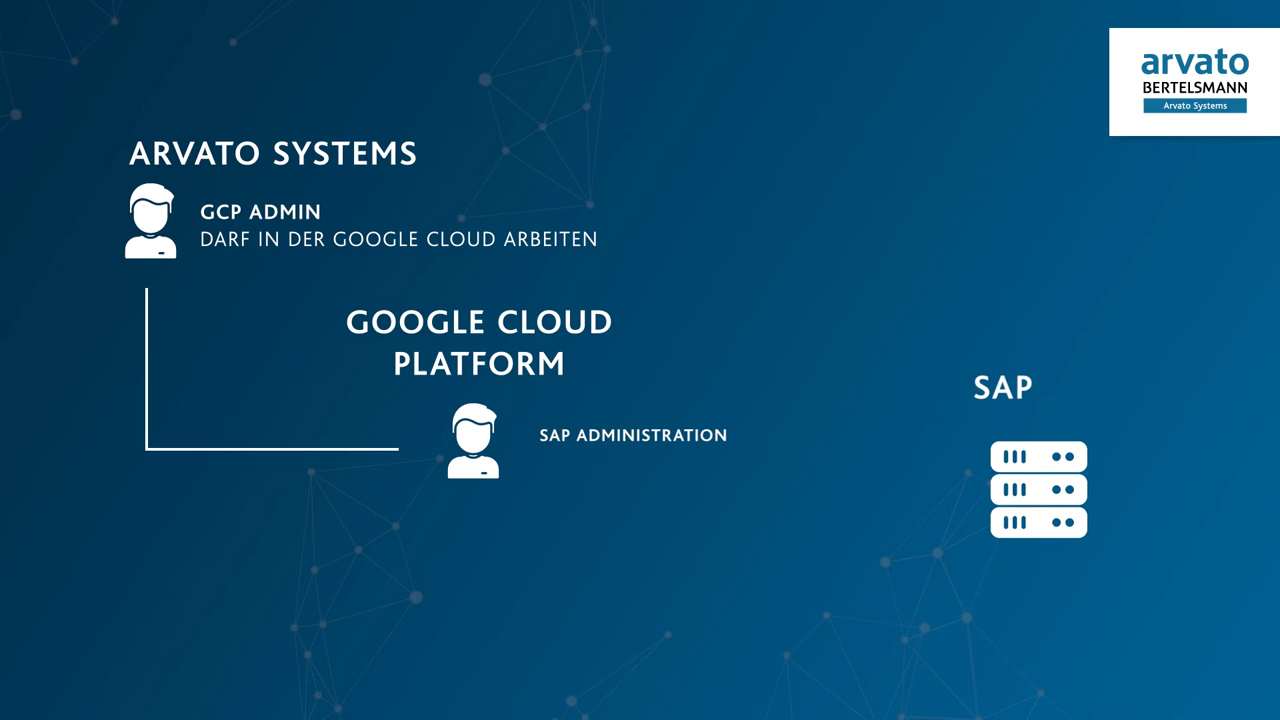 arvato
BERTELSMANN
Arvato Systems
ARVATO SYSTEMS
GCP ADMIN
DARF IN DER GOOGLE CLOUD ARBEITEN
GOOGLE CLOUD
PLATFORM
SAP ADMINISTRATION
SAP